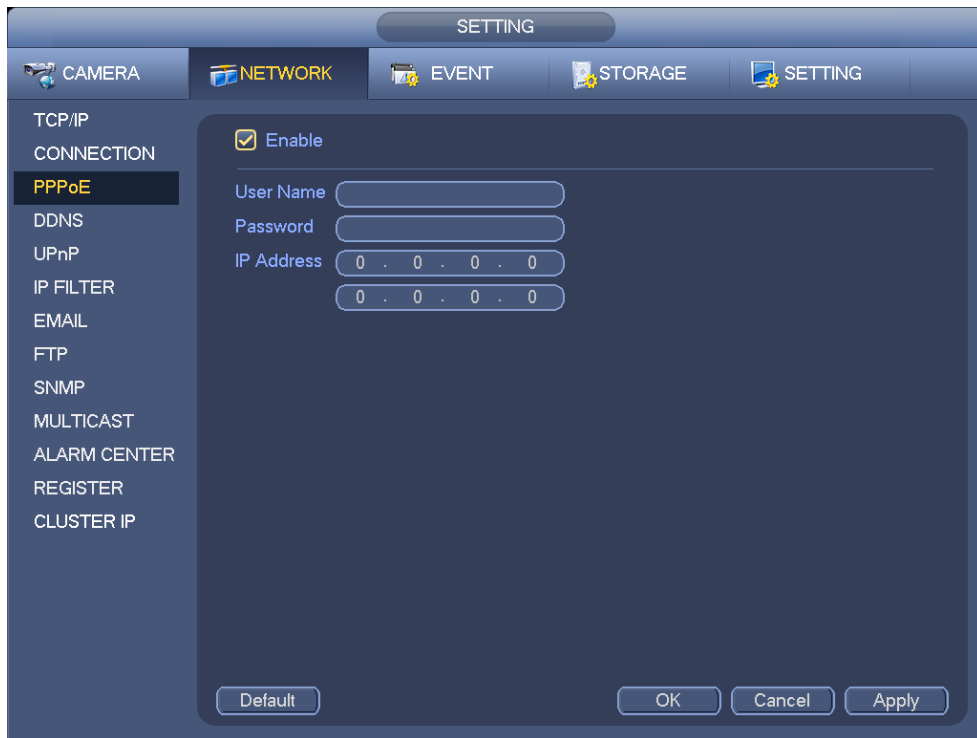 SETTING
CAMERA NETWORK EVENT STORAGE SETTING
TCP/IP
CONNECTION
PPPoE
DDNS
UPnP
IP FILTER
EMAIL
FTP
SNMP
MULTICAST
ALARM CENTER
REGISTER
CLUSTER IP
Enable
User Name
Password
IP Address 0 . 0 . 0 . 0
0 . 0 . 0 . 0
Default OK Cancel Apply